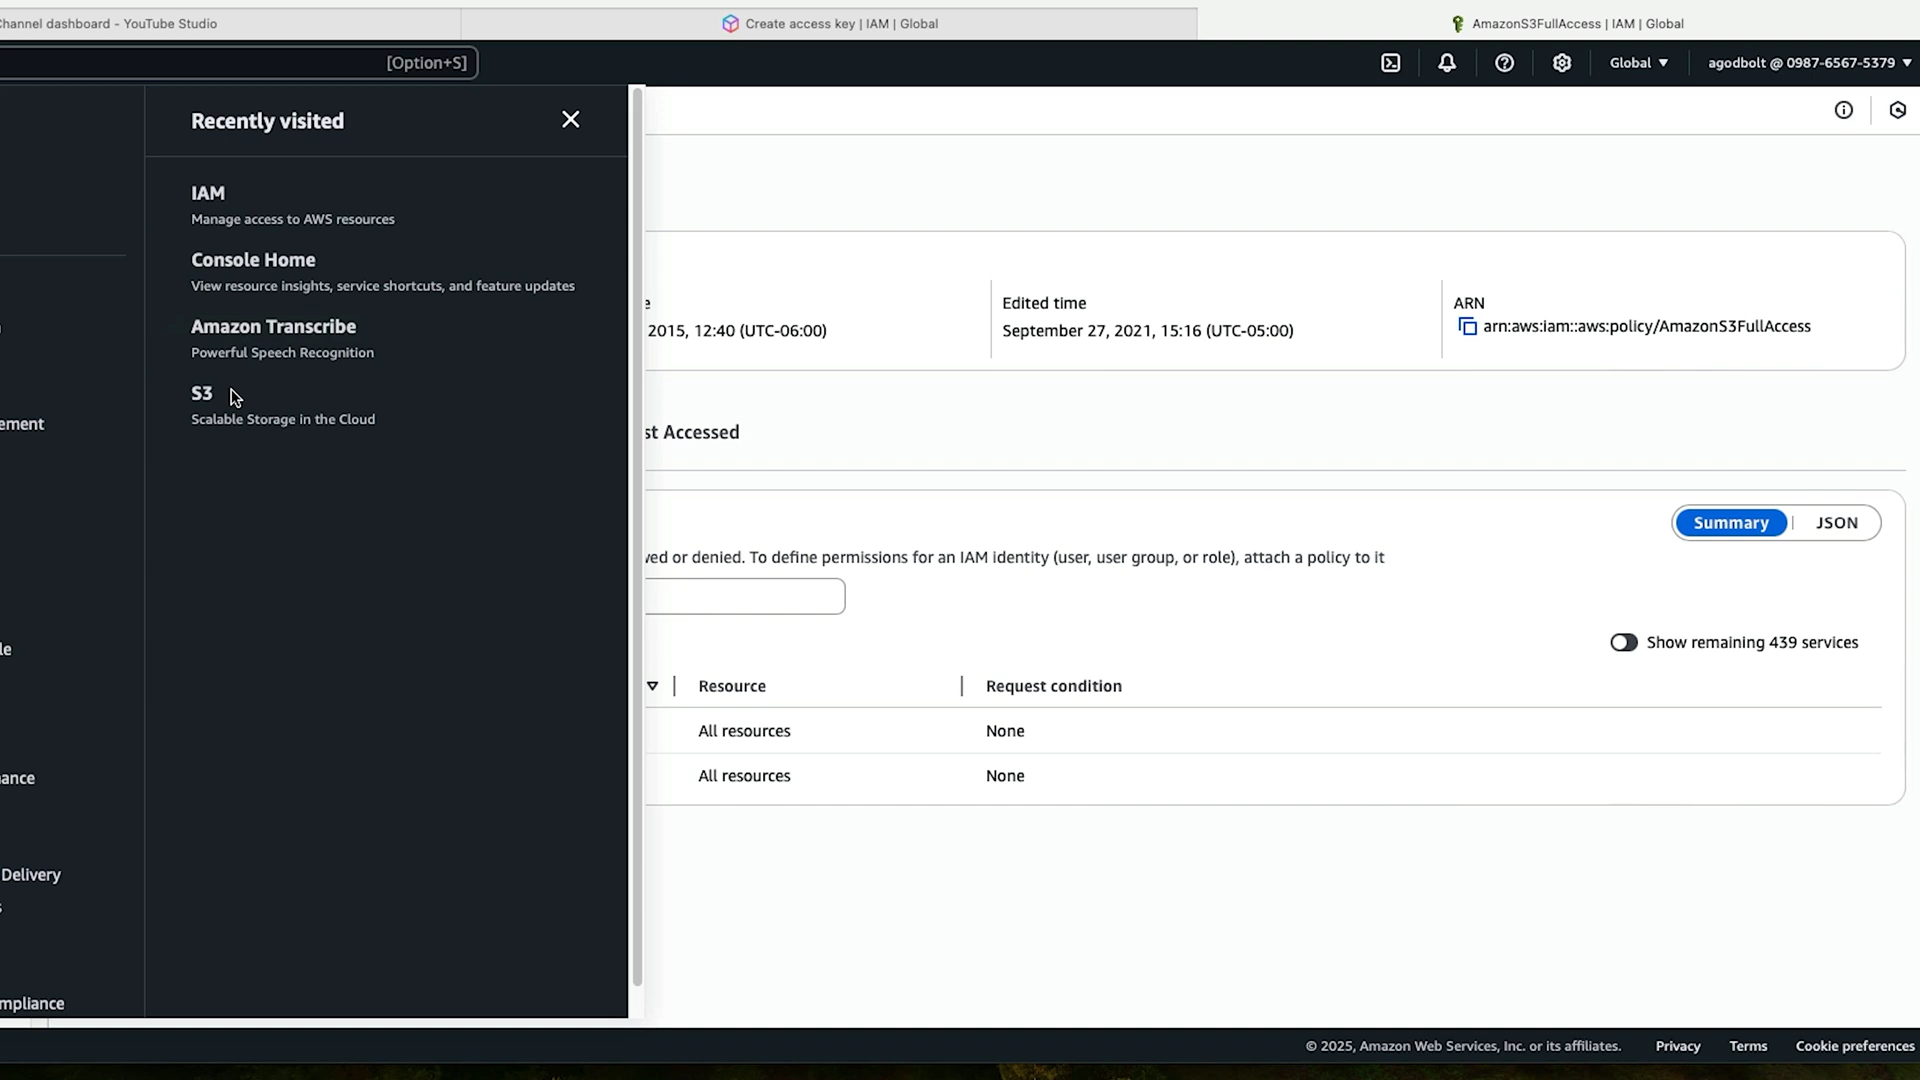 Channel dashboard - YouTube Studio
Create access key | IAM | Global
AmazonS3FullAccess | IAM | Global
[Option+S]
Global
agodbolt @ 0987-6567-5379
Recently visited
IAM
Manage access to AWS resources
Console Home
View resource insights, service shortcuts, and feature updates
Amazon Transcribe
Powerful Speech Recognition
S3
Scalable Storage in the Cloud
ement
le
ance
Delivery
s
mpliance
e
2015, 12:40 (UTC-06:00)
Edited time
September 27, 2021, 15:16 (UTC-05:00)
ARN
arn:aws:iam::aws:policy/AmazonS3FullAccess
st Accessed
Summary
JSON
wed or denied. To define permissions for an IAM identity (user, user group, or role), attach a policy to it
Show remaining 439 services
Resource
Request condition
All resources
None
All resources
None
© 2025, Amazon Web Services, Inc. or its affiliates.
Privacy
Terms
Cookie preferences